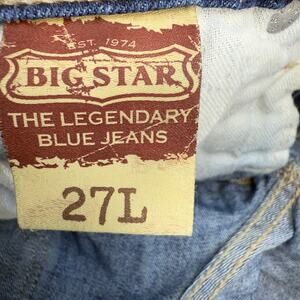 EST. 1974
BIG STAR
THE LEGENDARY
BLUE JEANS
27L